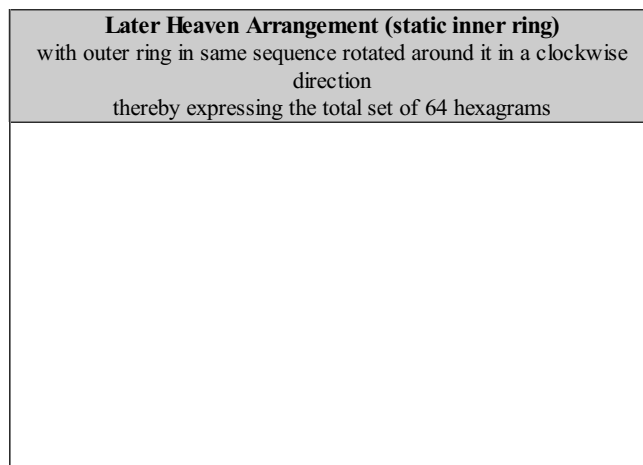 Later Heaven Arrangement (static inner ring)
with outer ring in same sequence rotated around it in a clockwise
direction
thereby expressing the total set of 64 hexagrams